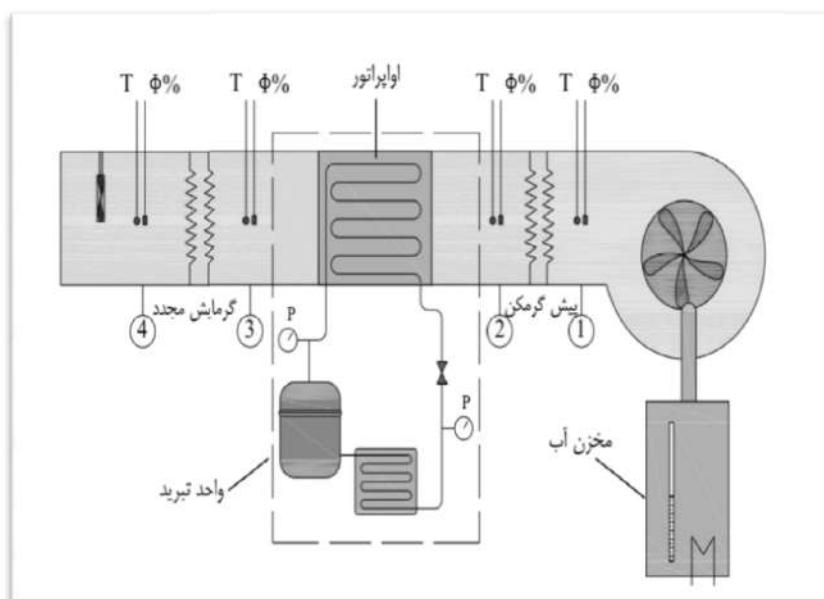 اواپراتور
T Φ%
T Φ%
T Φ%
T Φ%
پیش گرمکن
گرمایش مجدد
4
3
2
1
P
P
مخزن آب
واحد تبرید